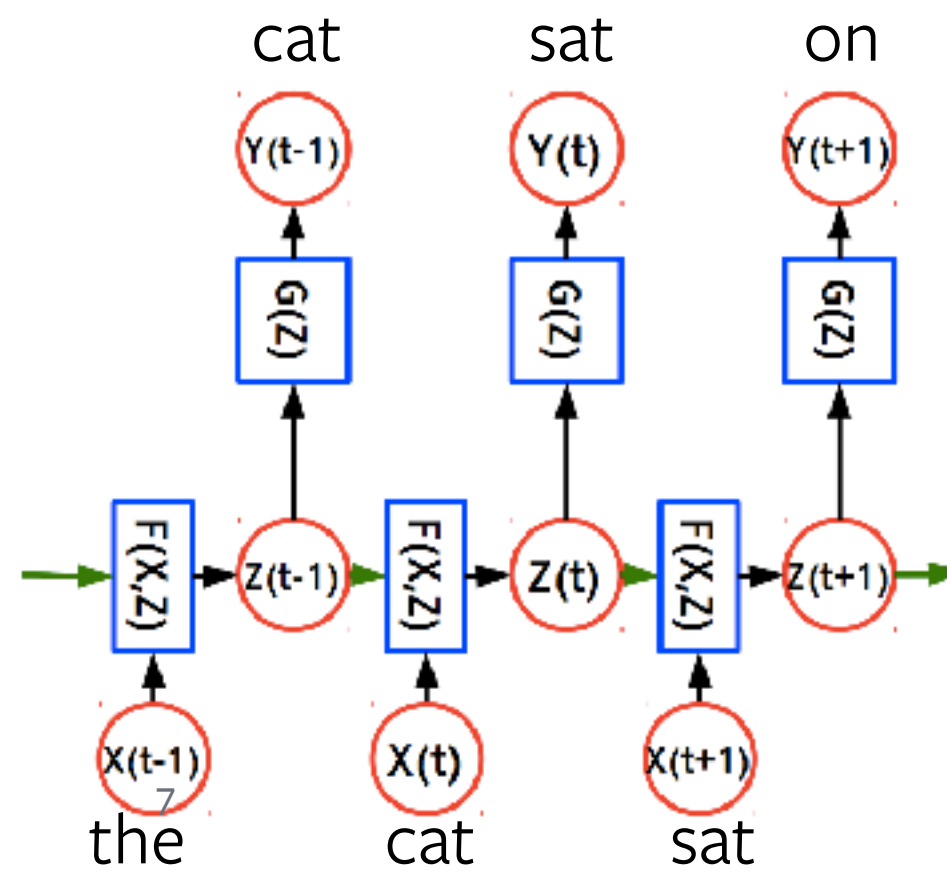 cat sat on
Y(t-1) Y(t) Y(t+1)
G(Z) G(Z) G(Z)
F(X,Z) Z(t-1) F(X,Z) Z(t) F(X,Z) Z(t+1)
X(t-1) X(t) X(t+1)
7
the cat sat